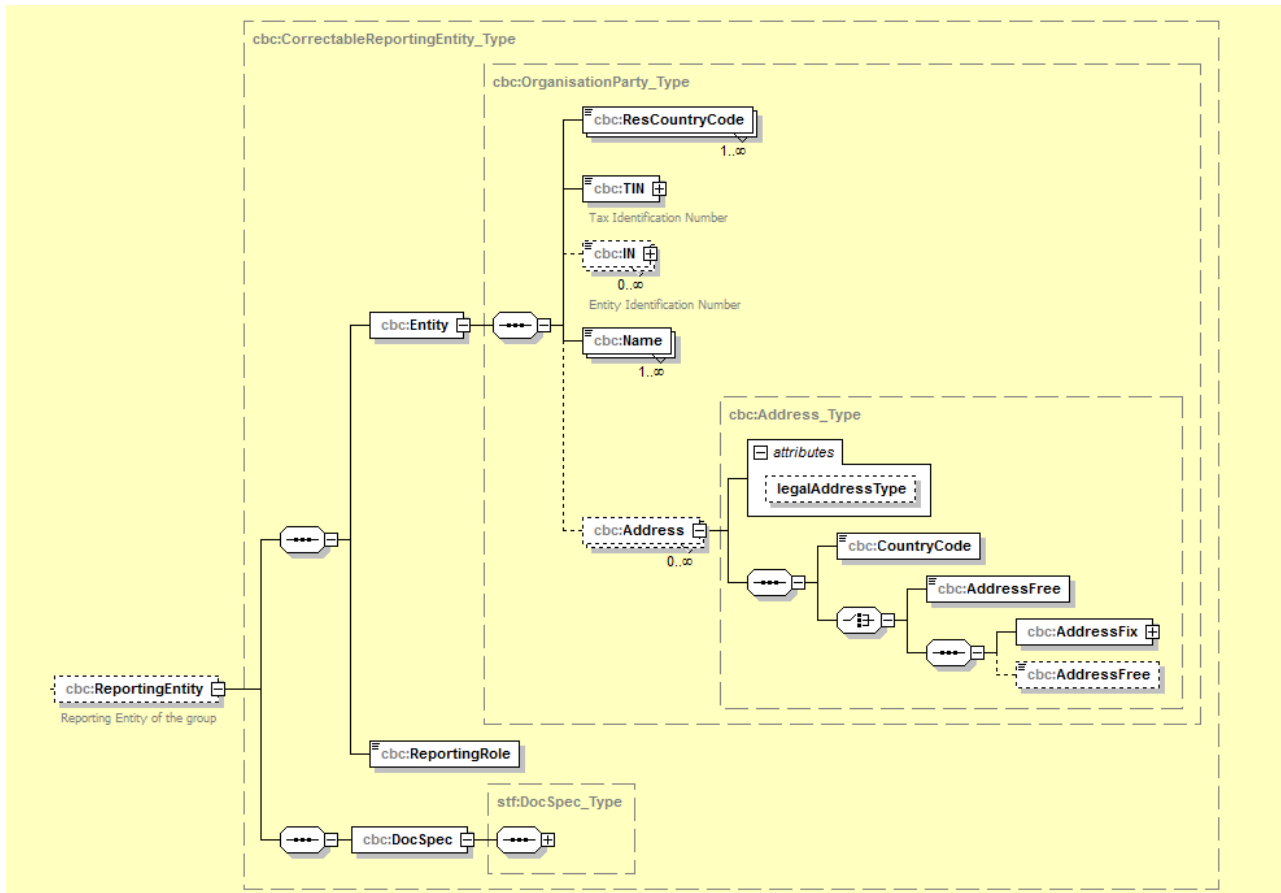 cbc:CorrectableReportingEntity_Type
cbc:OrganisationParty_Type
cbc:ResCountryCode
1..∞
cbc:TIN
Tax Identification Number
cbc:IN
0..∞
Entity Identification Number
cbc:Entity
cbc:Name
1..∞
cbc:Address_Type
attributes
legalAddressType
cbc:Address
0..∞
cbc:CountryCode
cbc:AddressFree
cbc:AddressFix
cbc:AddressFree
cbc:ReportingEntity
Reporting Entity of the group
cbc:ReportingRole
stf:DocSpec_Type
cbc:DocSpec